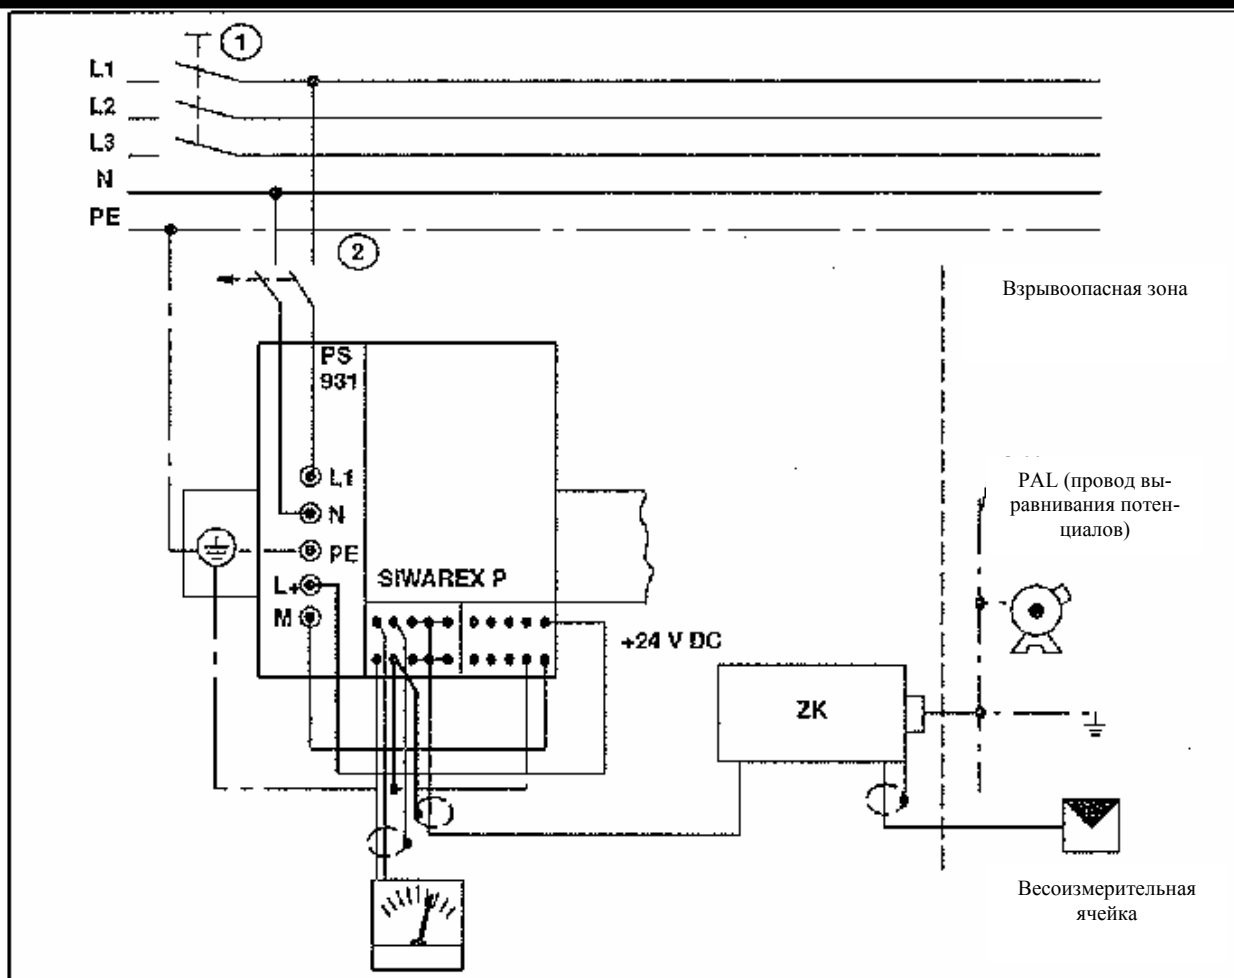 1
L1
L2
L3
N
PE
2
Взрывоопасная зона
PS
931
L1
N
PE
L+
M
SIWAREX P
+24 V DC
PAL (провод вы-
равнивания потен-
циалов)
ZK
Весоизмерительная
ячейка